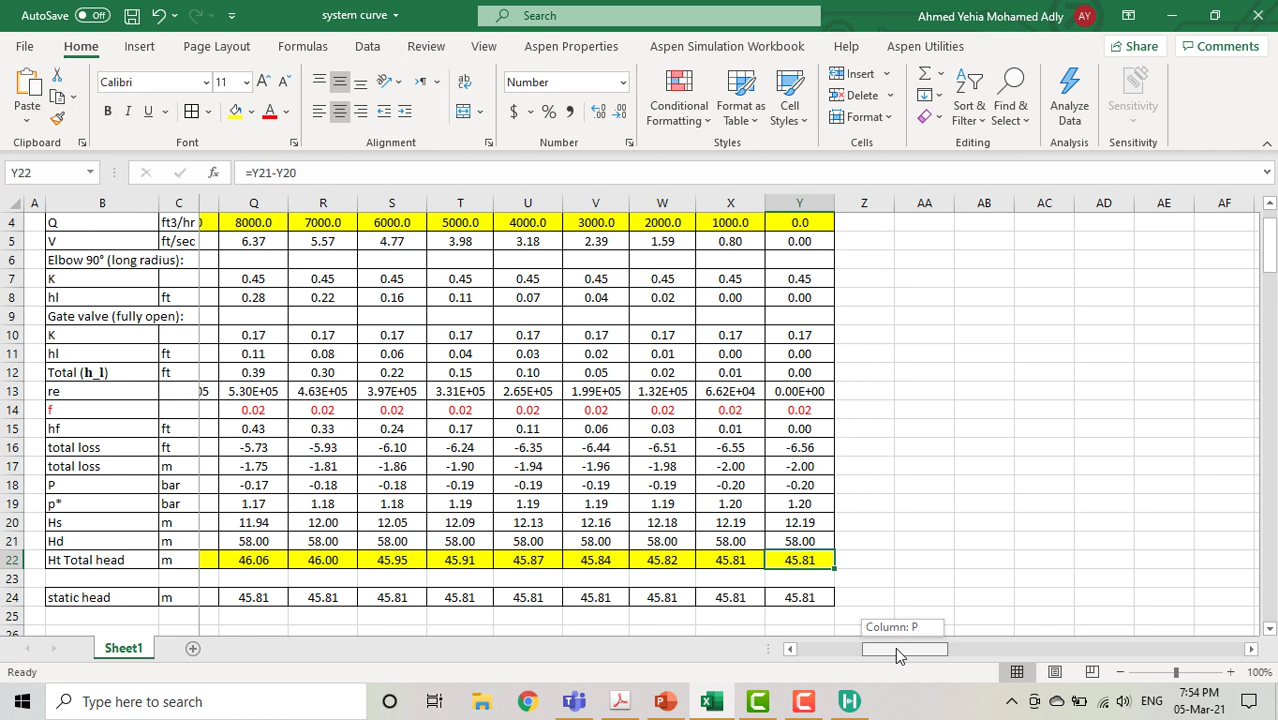 AutoSave Off system curve Search Ahmed Yehia Mohamed Adly AY
File Home Insert Page Layout Formulas Data Review View Aspen Properties Aspen Simulation Workbook Help Aspen Utilities Share Comments
Paste Calibri 11 Number Insert Delete Format
B I U $ % Conditional Formatting Format as Table Cell Styles Sort & Filter Find & Select Analyze Data Sensitivity
Clipboard Font Alignment Number Styles Cells Editing Analysis Sensitivity
Y22 fx =Y21-Y20
A B C Q R S T U V W X Y Z AA AB AC AD AE AF
4 Q ft3/hr 0 8000.0 7000.0 6000.0 5000.0 4000.0 3000.0 2000.0 1000.0 0.0
5 V ft/sec 6.37 5.57 4.77 3.98 3.18 2.39 1.59 0.80 0.00
6 Elbow 90° (long radius):
7 K 0.45 0.45 0.45 0.45 0.45 0.45 0.45 0.45 0.45
8 hl ft 0.28 0.22 0.16 0.11 0.07 0.04 0.02 0.00 0.00
9 Gate valve (fully open):
10 K 0.17 0.17 0.17 0.17 0.17 0.17 0.17 0.17 0.17
11 hl ft 0.11 0.08 0.06 0.04 0.03 0.02 0.01 0.00 0.00
12 Total (h_l) ft 0.39 0.30 0.22 0.15 0.10 0.05 0.02 0.01 0.00
13 re 05 5.30E+05 4.63E+05 3.97E+05 3.31E+05 2.65E+05 1.99E+05 1.32E+05 6.62E+04 0.00E+00
14 f 0.02 0.02 0.02 0.02 0.02 0.02 0.02 0.02 0.02
15 hf ft 0.43 0.33 0.24 0.17 0.11 0.06 0.03 0.01 0.00
16 total loss ft -5.73 -5.93 -6.10 -6.24 -6.35 -6.44 -6.51 -6.55 -6.56
17 total loss m -1.75 -1.81 -1.86 -1.90 -1.94 -1.96 -1.98 -2.00 -2.00
18 P bar -0.17 -0.18 -0.18 -0.19 -0.19 -0.19 -0.19 -0.20 -0.20
19 p* bar 1.17 1.18 1.18 1.19 1.19 1.19 1.19 1.20 1.20
20 Hs m 11.94 12.00 12.05 12.09 12.13 12.16 12.18 12.19 12.19
21 Hd m 58.00 58.00 58.00 58.00 58.00 58.00 58.00 58.00 58.00
22 Ht Total head m 46.06 46.00 45.95 45.91 45.87 45.84 45.82 45.81 45.81
23
24 static head m 45.81 45.81 45.81 45.81 45.81 45.81 45.81 45.81 45.81
25
26 Column: P
Sheet1
Ready 100%
Type here to search ENG 7:54 PM
05-Mar-21